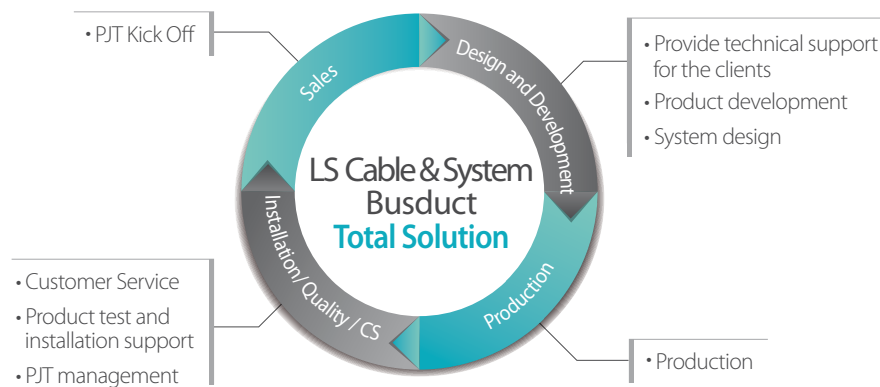 • PJT Kick Off
Sales
Design and Development
• Provide technical support
for the clients
• Product development
• System design
LS Cable & System
Busduct
Total Solution
Installation / Quality / CS
Production
• Customer Service
• Product test and
installation support
• PJT management
• Production